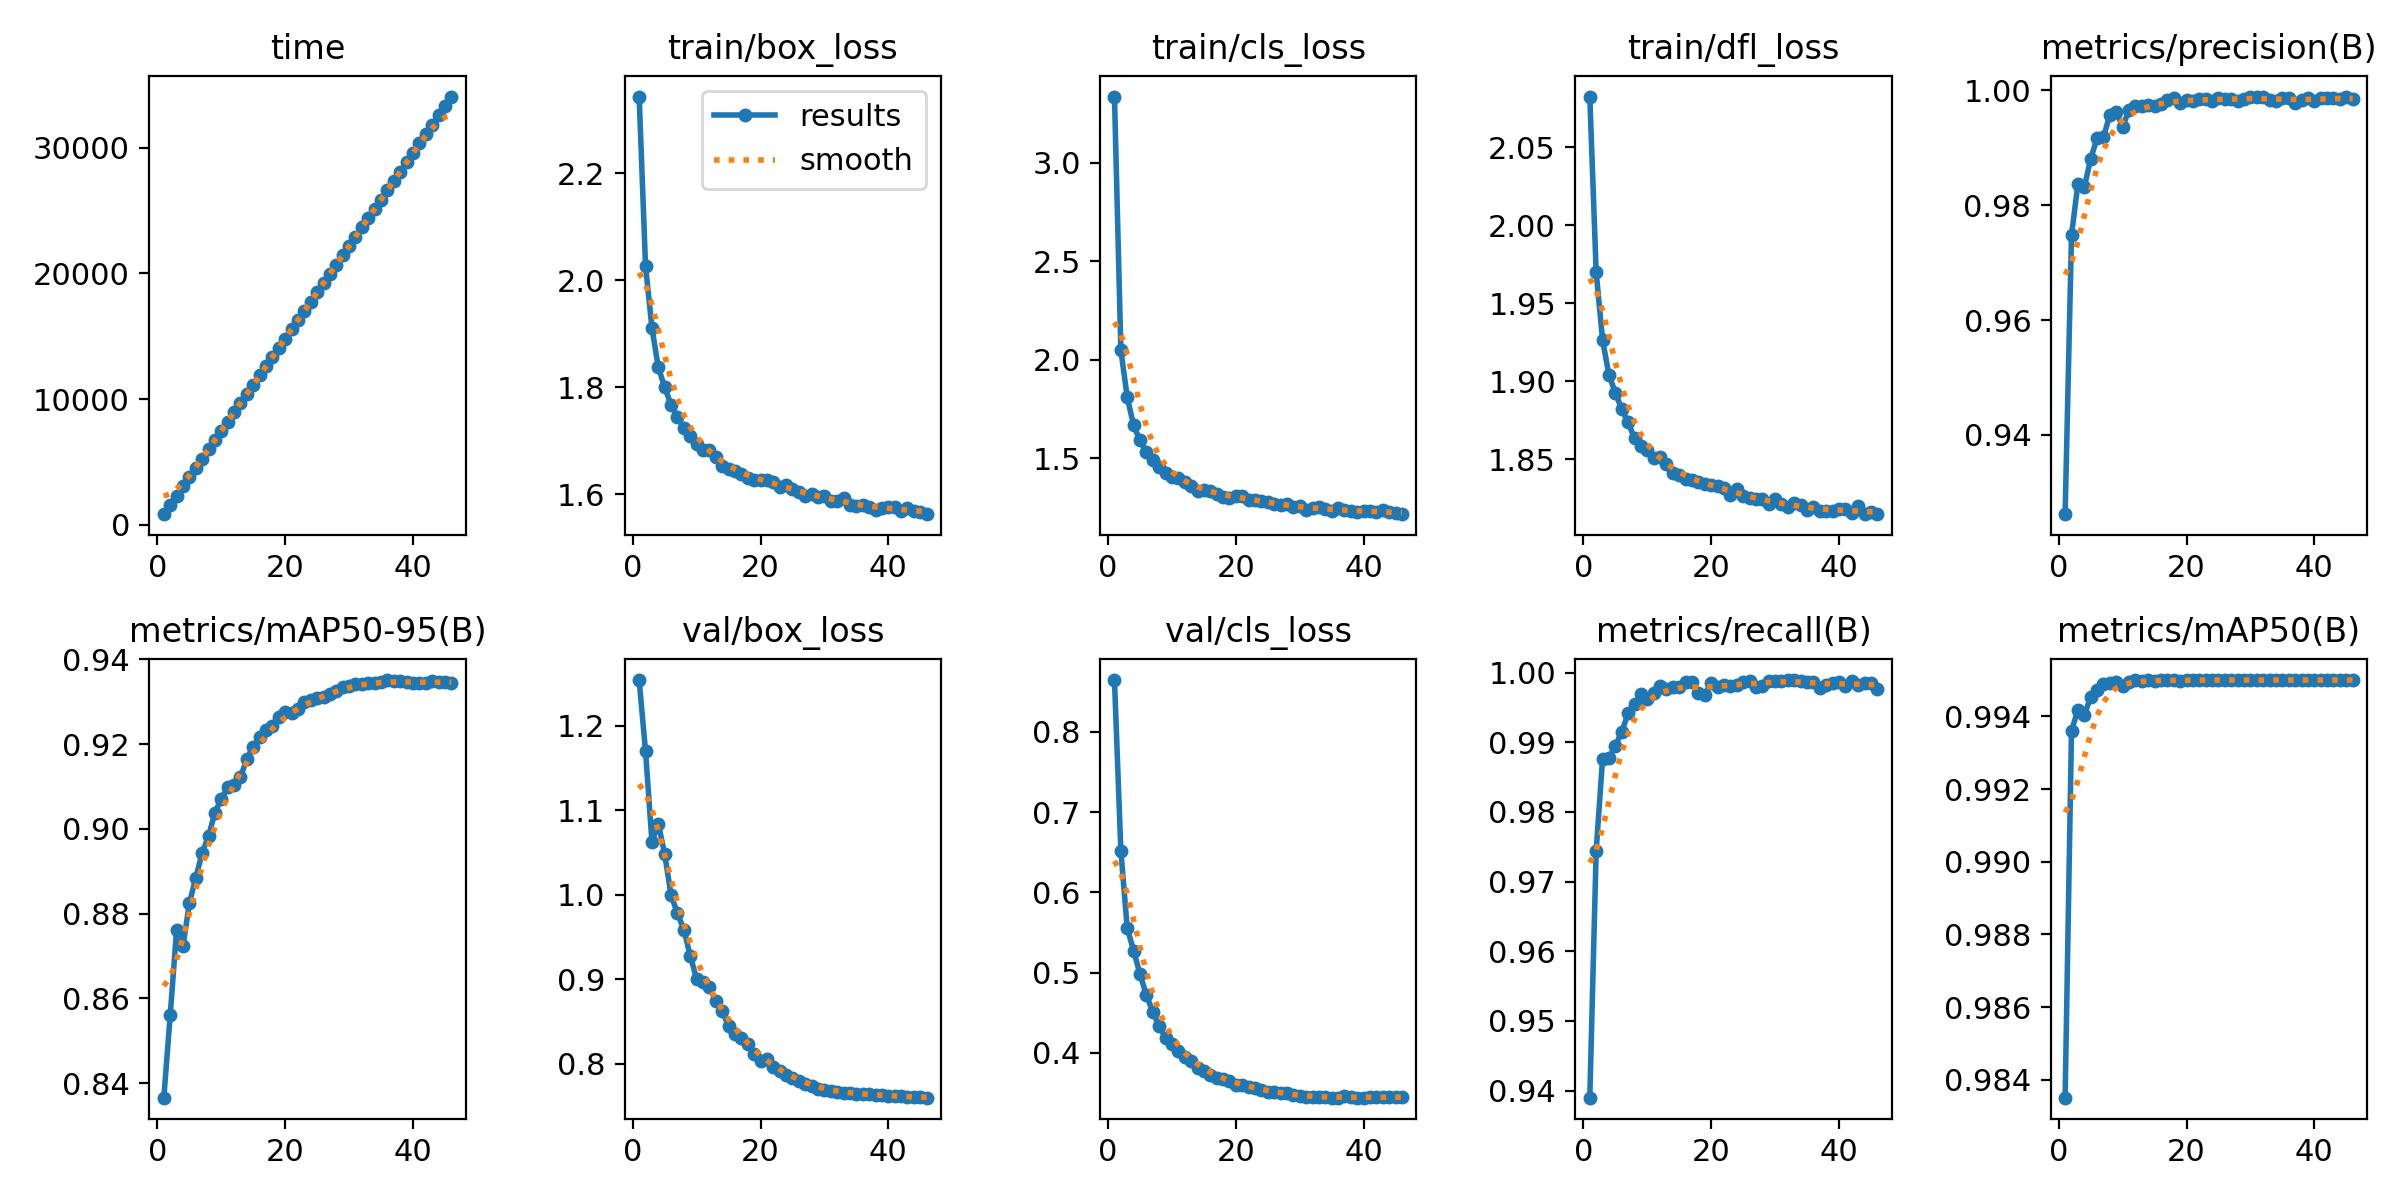 time
30000
20000
10000
0
0 20 40
train/box_loss
results
smooth
2.2
2.0
1.8
1.6
0 20 40
train/cls_loss
3.0
2.5
2.0
1.5
0 20 40
train/dfl_loss
2.05
2.00
1.95
1.90
1.85
0 20 40
metrics/precision(B)
1.00
0.98
0.96
0.94
0 20 40
metrics/mAP50-95(B)
0.94
0.92
0.90
0.88
0.86
0.84
0 20 40
val/box_loss
1.2
1.1
1.0
0.9
0.8
0 20 40
val/cls_loss
0.8
0.7
0.6
0.5
0.4
0 20 40
metrics/recall(B)
1.00
0.99
0.98
0.97
0.96
0.95
0.94
0 20 40
metrics/mAP50(B)
0.994
0.992
0.990
0.988
0.986
0.984
0 20 40